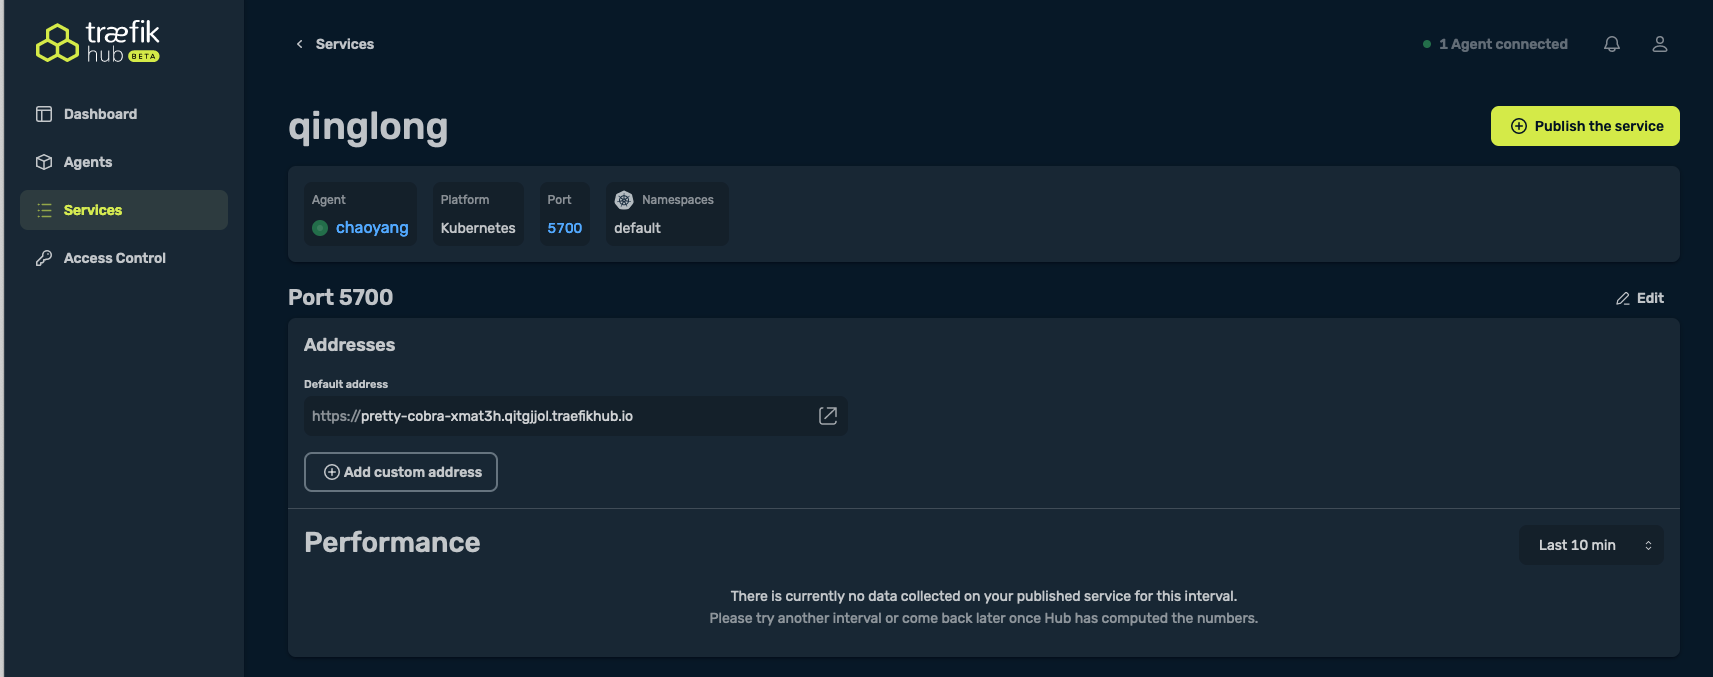 træfik
hub BETA
Dashboard
Agents
Services
Access Control
Services
1 Agent connected
qinglong
Publish the service
Agent
chaoyang
Platform
Kubernetes
Port
5700
Namespaces
default
Port 5700
Edit
Addresses
Default address
https://pretty-cobra-xmat3h.qitgjjol.traefikhub.io
Add custom address
Performance
Last 10 min
There is currently no data collected on your published service for this interval.
Please try another interval or come back later once Hub has computed the numbers.